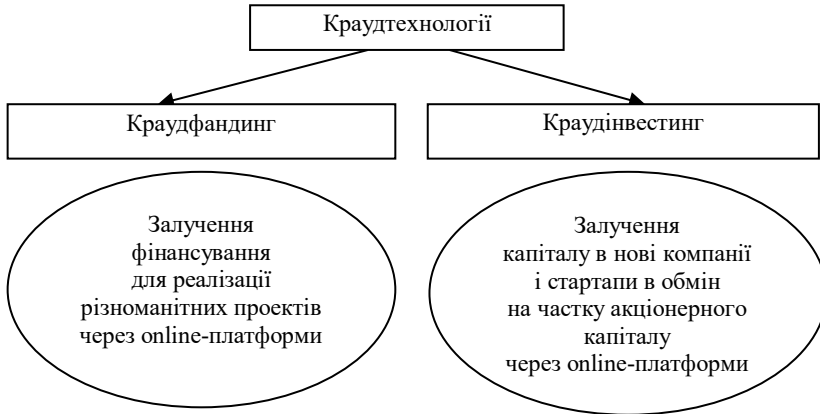 Краудтехнології
Краудфандинг
Краудінвестинг
Залучення
фінансування
для реалізації
різноманітних проектів
через online-платформи
Залучення
капіталу в нові компанії
і стартапи в обмін
на частку акціонерного
капіталу
через online-платформи